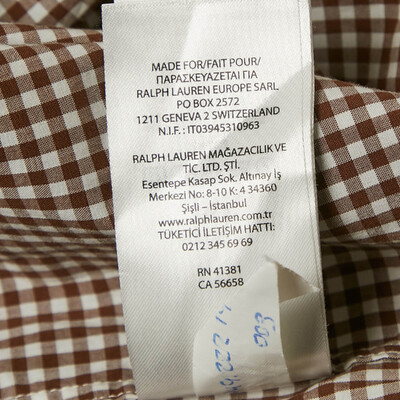 MADE FOR/FAIT POUR/
ΠΑΡΑΣΚΕΥΑΖΕΤΑΙ ΓΙΑ
RALPH LAUREN EUROPE SARL
PO BOX 2572
1211 GENEVA 2 SWITZERLAND
N.I.F.: IT03945310963
RALPH LAUREN MAĞAZACILIK VE
TİC. LTD. ŞTİ.
Esentepe Kasap Sok. Altınay İş
Merkezi No: 8-10 K: 4 34360
Şişli - İstanbul
www.ralphlauren.com.tr
TÜKETİCİ İLETİŞİM HATTI:
0212 345 69 69
RN 41381
CA 56658